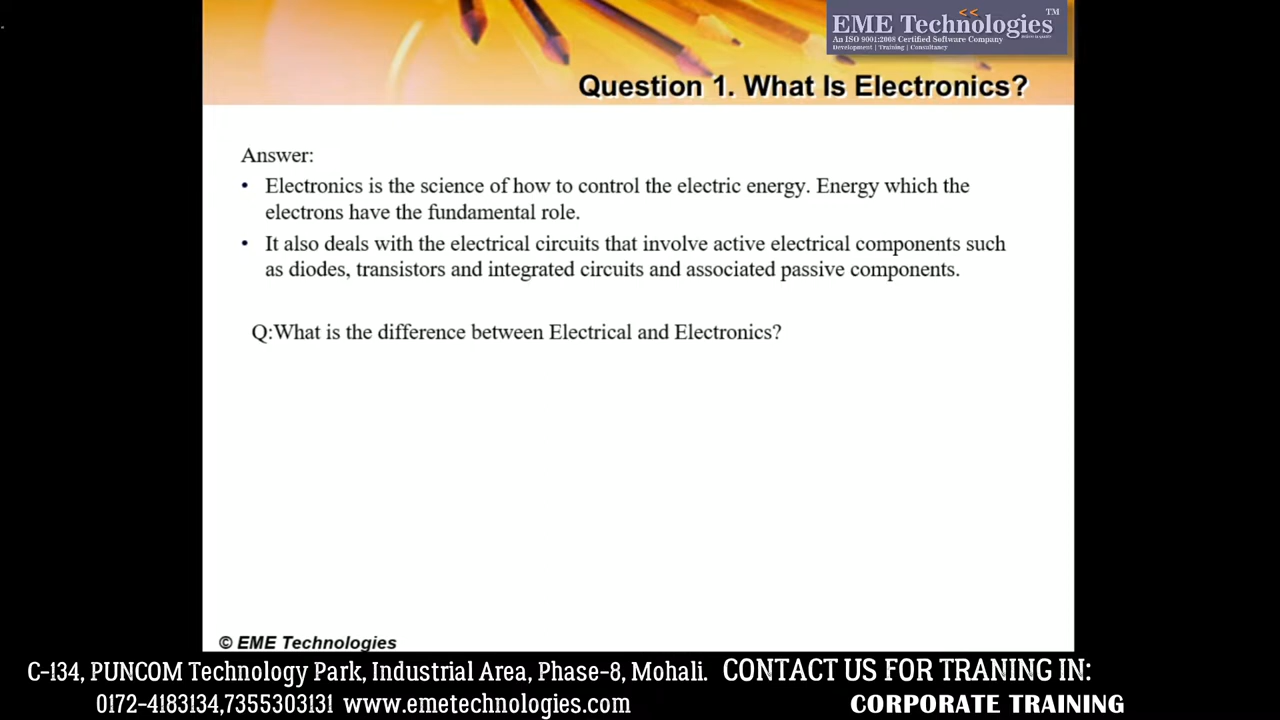 <<
TM
EME Technologies
An ISO 9001:2008 Certified Software Company
Development | Training | Consultancy
Question 1. What Is Electronics?
Answer:
• Electronics is the science of how to control the electric energy. Energy which the
electrons have the fundamental role.
• It also deals with the electrical circuits that involve active electrical components such
as diodes, transistors and integrated circuits and associated passive components.
Q:What is the difference between Electrical and Electronics?
© EME Technologies
C-134, PUNCOM Technology Park, Industrial Area, Phase-8, Mohali. CONTACT US FOR TRANING IN:
0172-4183134,7355303131 www.emetechnologies.com CORPORATE TRAINING